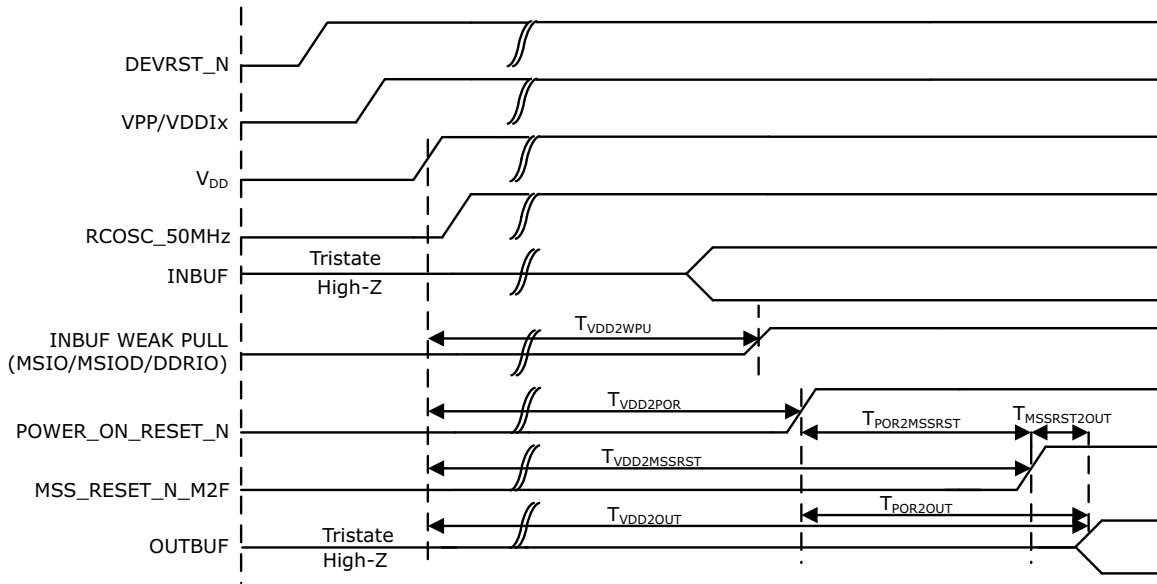 DEVRST_N
VPP/VDDIx
VDD
RCOSC_50MHz
Tristate
INBUF
High-Z
TVDD2WPU
INBUF WEAK PULL
(MSIO/MSIOD/DDRIO)
TVDD2POR
TPOR2MSSRST
TMSSRST2OUT
POWER_ON_RESET_N
TVDD2MSSRST
MSS_RESET_N_M2F
TPOR2OUT
TVDD2OUT
Tristate
OUTBUF
High-Z